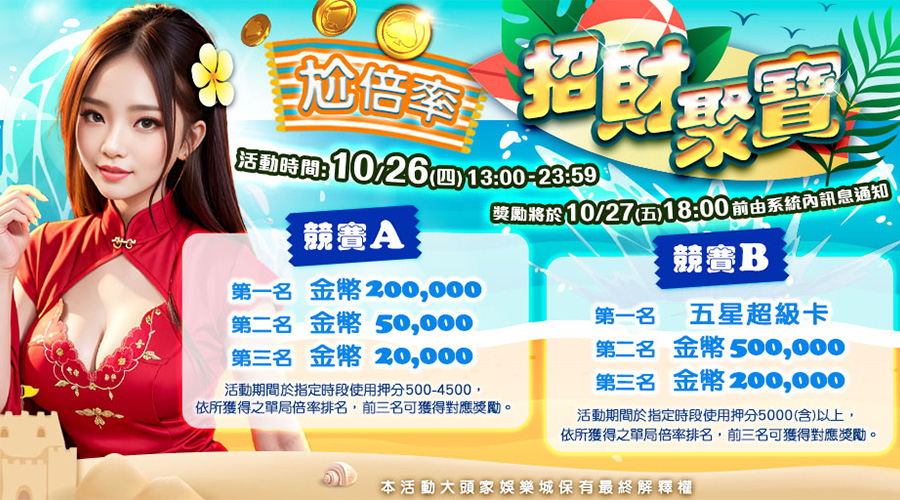 尬倍率
招財聚寶
活動時間:10/26(四)13:00-23:59
獎勵將於10/27(五)18:00前由系統內訊息通知
競賽A
第一名 金幣200,000
第二名 金幣 50,000
第三名 金幣 20,000
活動期間於指定時段使用押分500-4500，
依所獲得之單局倍率排名，前三名可獲得對應獎勵。
競賽B
第一名 五星超級卡
第二名 金幣500,000
第三名 金幣200,000
活動期間於指定時段使用押分5000(含)以上，
依所獲得之單局倍率排名，前三名可獲得對應獎勵。
本活動大頭家娛樂城保有最終解釋權